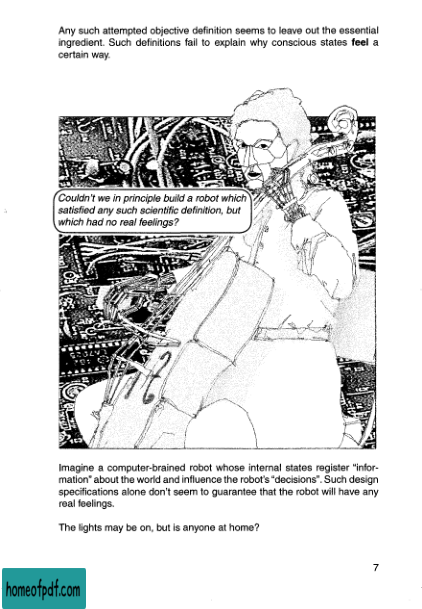 Any such attempted objective definition seems to leave out the essential
ingredient. Such definitions fail to explain why conscious states feel a
certain way.
Couldn't we in principle build a robot which
satisfied any such scientific definition, but
which had no real feelings?
Imagine a computer-brained robot whose internal states register “infor-
mation” about the world and influence the robot's “decisions”. Such design
specifications alone don't seem to guarantee that the robot will have any
real feelings.
The lights may be on, but is anyone at home?
7
homeofpdf.com